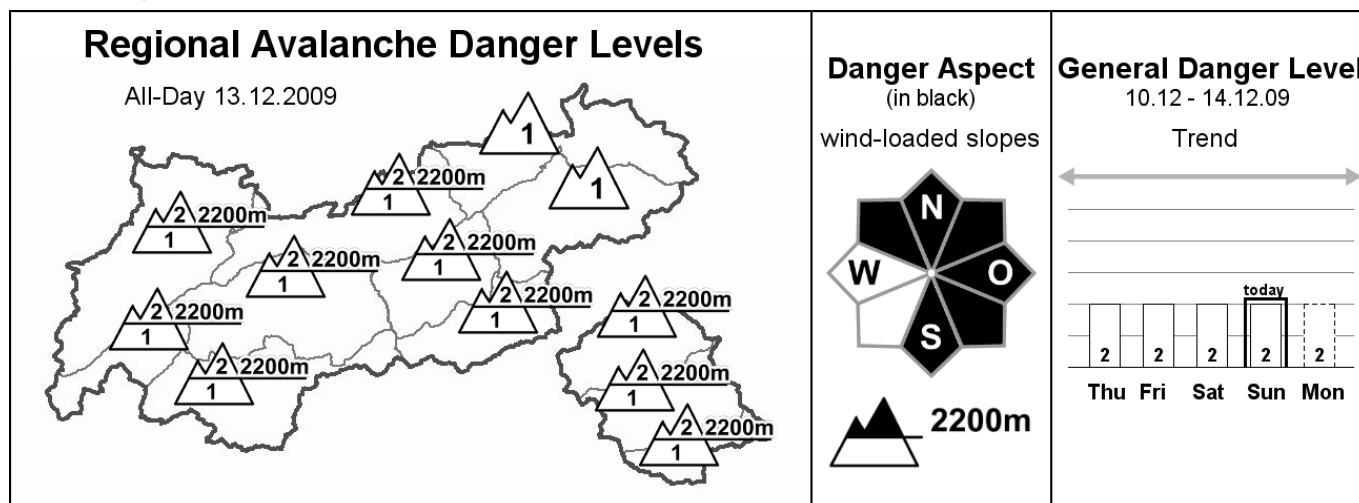 Regional Avalanche Danger Levels
All-Day 13.12.2009
1
1
2 2200m
1
2 2200m
1
2 2200m
1
2 2200m
1
2 2200m
1
2 2200m
1
2 2200m
1
2 2200m
1
2 2200m
1
2 2200m
1
Danger Aspect
(in black)
wind-loaded slopes
N
W O
S
2200m
General Danger Level
10.12 - 14.12.09
Trend
today
2 2 2 2 2
Thu Fri Sat Sun Mon